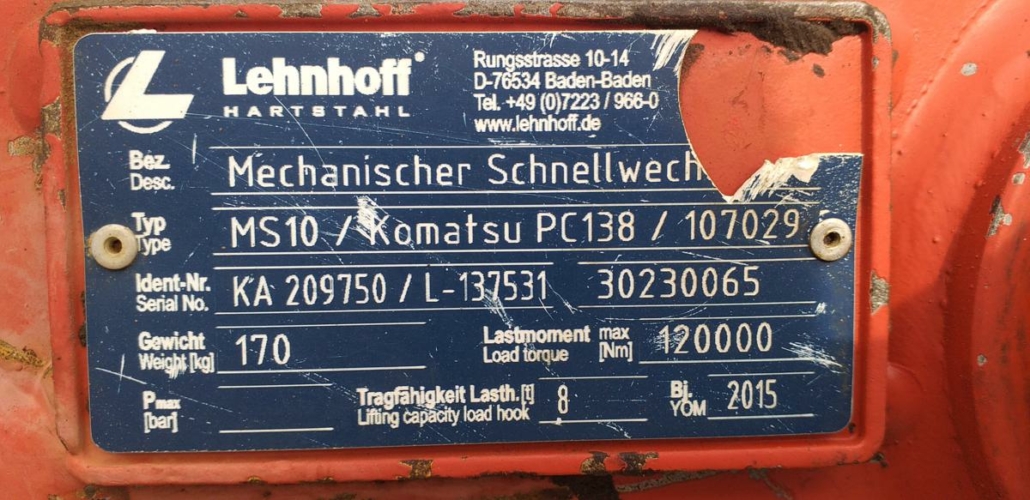 Lehnhoff®
HARTSTAHL
Rungsstrasse 10-14
D-76534 Baden-Baden
Tel. +49 (0)7223 / 966-0
www.lehnhoff.de
Bez.
Desc.
Mechanischer Schnellwech
Typ
Type
MS10 / Komatsu PC138 / 107029
Ident-Nr.
Serial No.
KA 209750 / L-137531 30230065
Gewicht
Weight [kg]
170
Lastmoment max
Load torque [Nm]
120000
Pmax
[bar]
Tragfähigkeit Lasth.[t]
Lifting capacity load hook
8
Bj.
YOM
2015